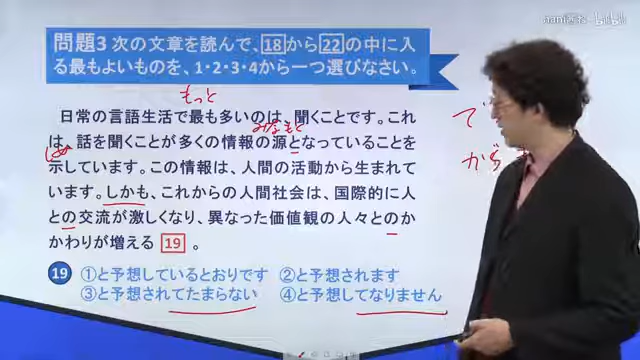 問題3 次の文章を読んで、18から22の中に入
る最もよいものを、1・2・3・4から一つ選びなさい。
もっと
日常の言語生活で最も多いのは、聞くことです。これ
みなもと
は、話を聞くことが多くの情報の源となっていることを
しめ
示しています。この情報は、人間の活動から生まれて
います。しかも、これからの人間社会は、国際的に人
との交流が激しくなり、異なった価値観の人々とのか
かわりが増える 19 。
19 ①と予想しているとおりです ②と予想されます
③と予想されてたまらない ④と予想してなりません
で
から